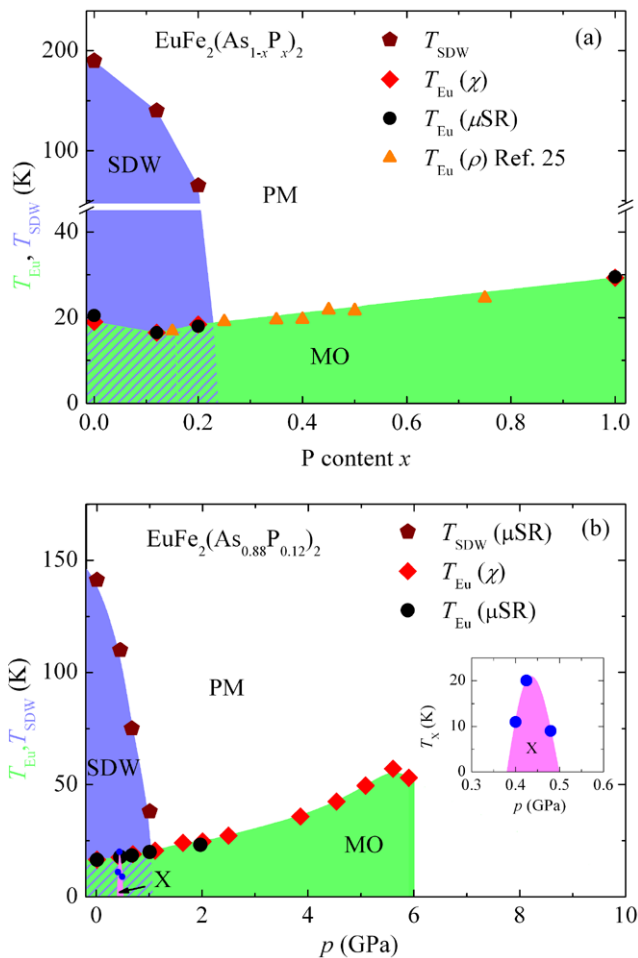 EuFe₂(As₁₋ₓPₓ)₂
(a)
T_SDW
T_Eu (χ)
T_Eu (μSR)
T_Eu (ρ) Ref. 25
SDW
PM
MO
200
100
40
20
0
T_Eu, T_SDW (K)
0.0 0.2 0.4 0.6 0.8 1.0
P content x
EuFe₂(As₀.₈₈P₀.₁₂)₂
(b)
T_SDW (μSR)
T_Eu (χ)
T_Eu (μSR)
PM
SDW
MO
X
150
100
50
0
T_Eu,T_SDW (K)
20
10
0
T_X (K)
X
0.3 0.4 0.5 0.6
p (GPa)
0 2 4 6 8 10
p (GPa)